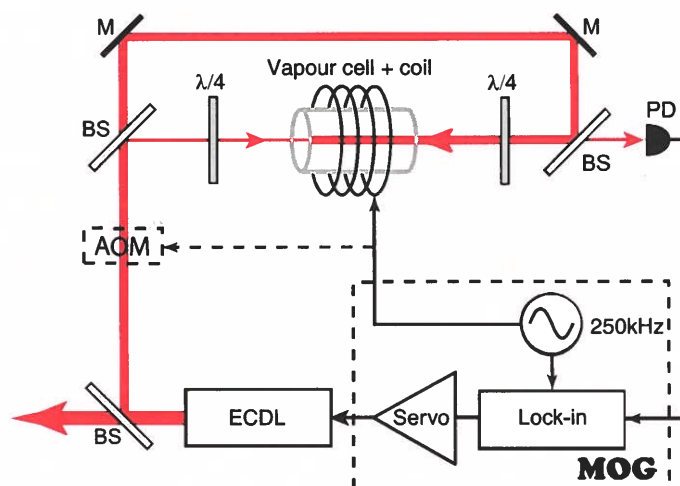 M
M
Vapour cell + coil
λ/4
λ/4
PD
BS
BS
AOM
250kHz
BS
ECDL
Servo
Lock-in
MOG